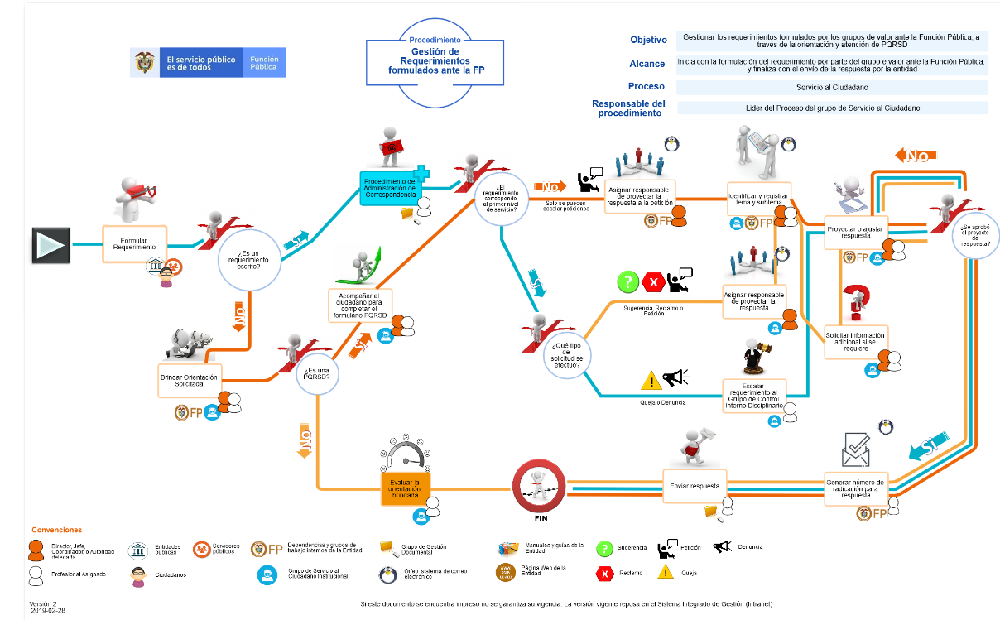 El servicio público
es de todos
Función
Pública
Procedimiento
Gestión de
Requerimientos
formulados ante la FP
Objetivo
Gestionar los requerimientos formulados por los grupos de valor ante la Función Pública, a
través de la orientación y atención de PQRSD
Alcance
Inicia con la formulación del requerimiento por parte del grupo e valor ante la Función Pública,
y finaliza con el envío de la respuesta por la entidad
Proceso
Servicio al Ciudadano
Responsable del
procedimiento
Lider del Proceso del grupo de Servicio al Ciudadano
Formular
Requerimiento
¿Es un
requerimiento
escrito?
Si
No
Procedimiento de
Administración de
Correspondencia
Brindar Orientación
Solicitada
FP
¿Es una
PQRSD?
Si
No
Acompañar al
ciudadano para
completar el
formulario PQRSD
¿El
requerimiento
corresponde
al primer nivel
de servicio?
No
Solo se pueden
escalar peticiones
Si
Asignar responsable
de proyectar la
respuesta a la petición
FP
Identificar y registrar
tema y subtema
FP
Proyectar o ajustar
respuesta
FP
No
¿Se aprobó
el proyecto
de
respuesta?
Si
¿Qué tipo
de
solicitud se
efectuó?
?
X
Sugerencia, Reclamo o
Petición
Asignar responsable
de proyectar la
respuesta
Solicitar información
adicional si se
requiere
!
Queja o Denuncia
Escalar
requerimiento al
Grupo de Control
Interno Disciplinario
Evaluar la
orientación
brindada
FIN
Enviar respuesta
Generar número de
radicación para
respuesta
FP
Convenciones
Director, Jefe,
Coordinador o Autoridad
delegada
Entidades
públicas
Servidores
públicos
FP
Dependencias y grupos de
trabajo Internos de la Entidad
Grupo de Gestión
Documental
Manuales y guías de la
Entidad
?
Sugerencia
Petición
Denuncia
Profesional Asignado
Ciudadanos
Grupo de Servicio al
Ciudadano Institucional
Orfeo: sistema de correo
electrónico
WWW
Página Web de la
Entidad
X
Reclamo
!
Queja
Versión 2
2019-02-28
Si este documento se encuentra impreso no se garantiza su vigencia. La versión vigente reposa en el Sistema Integrado de Gestión (Intranet)